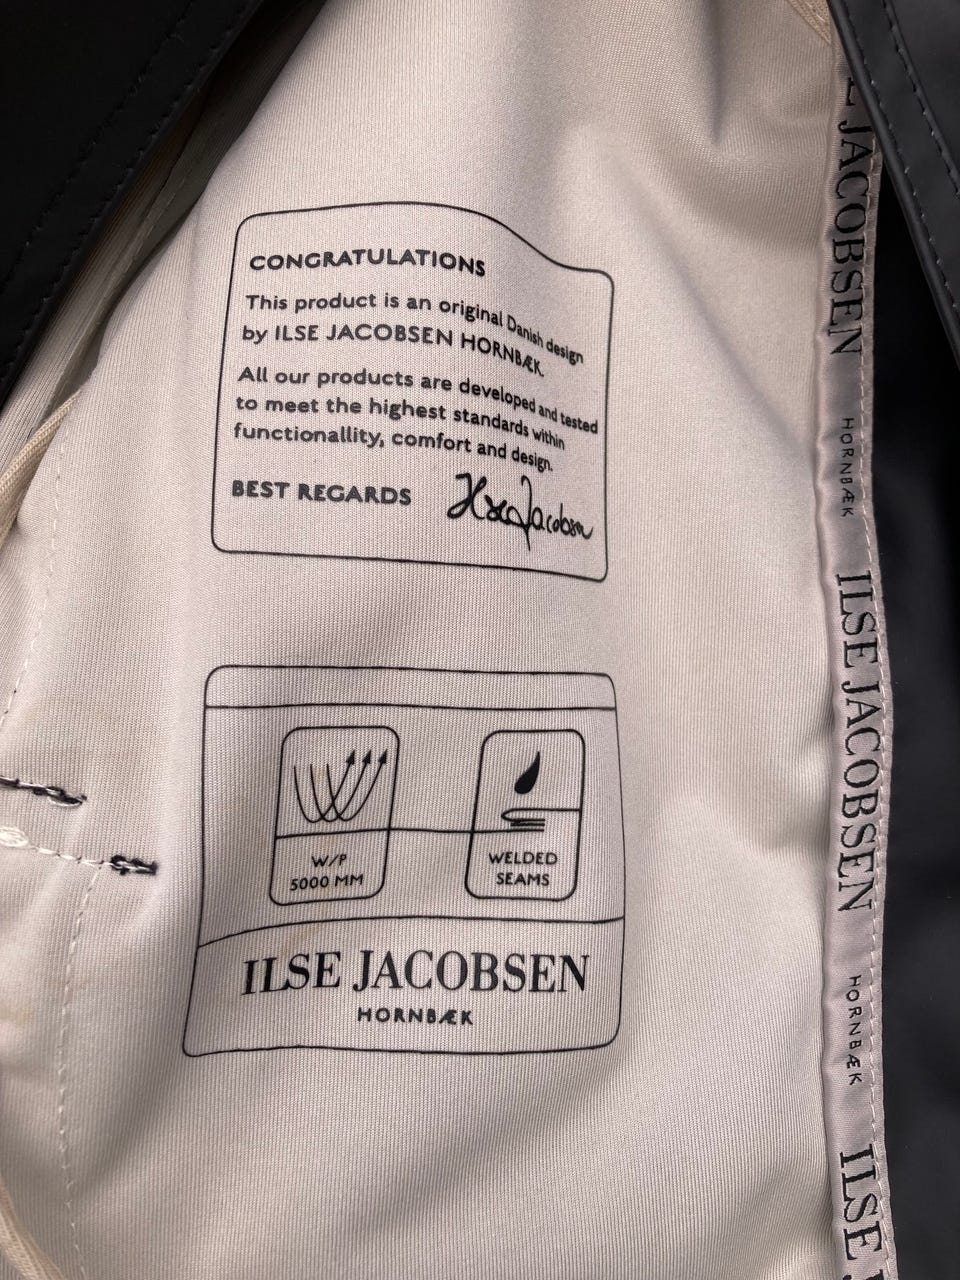 CONGRATULATIONS
This product is an original Danish design
by ILSE JACOBSEN HORNBÆK.
All our products are developed and tested
to meet the highest standards within
functionallity, comfort and design.
BEST REGARDS Ilse Jacobsen
W/P
5000 MM
WELDED
SEAMS
ILSE JACOBSEN
HORNBÆK
E JACOBSEN
HORNBÆK
ILSE JACOBSEN
HORNBÆK
ILSE